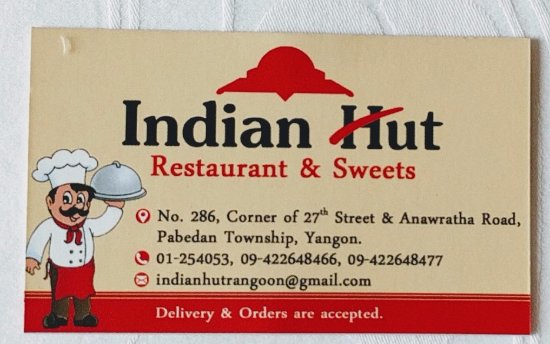 Indian Hut
Restaurant & Sweets
No. 286, Corner of 27th Street & Anawratha Road,
Pabedan Township, Yangon.
01-254053, 09-422648466, 09-422648477
indianhutrangoon@gmail.com
Delivery & Orders are accepted.